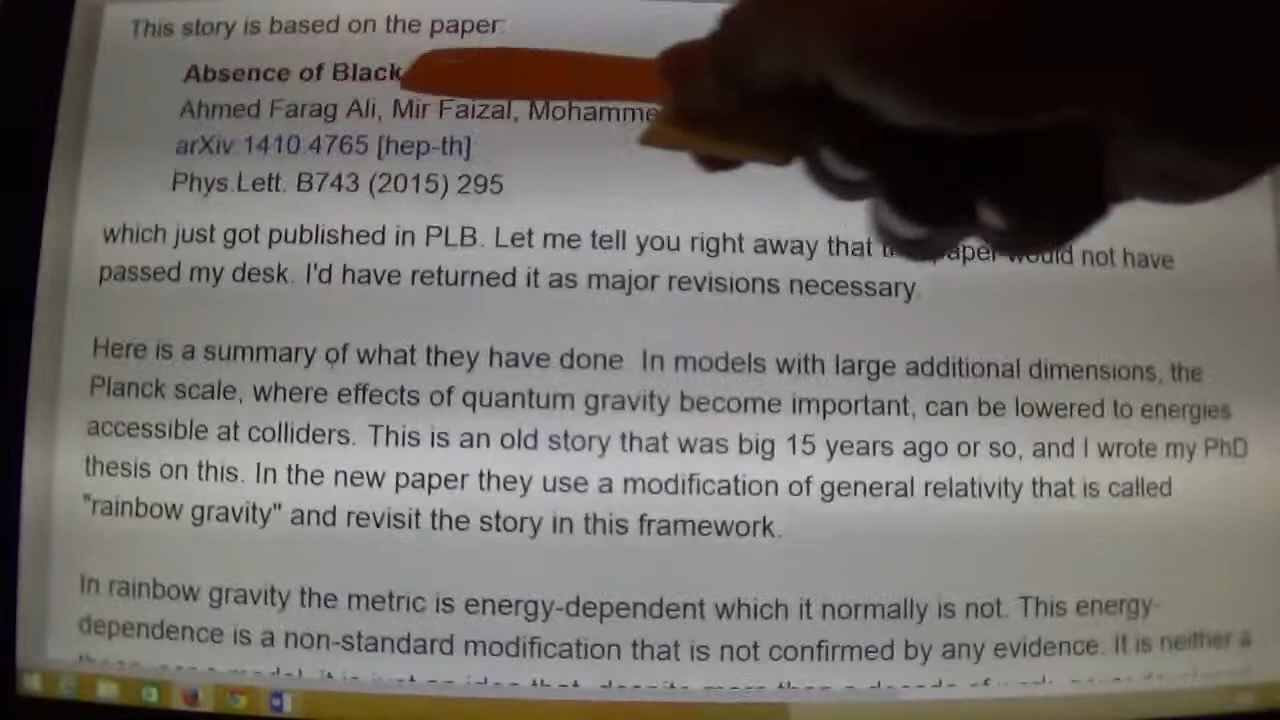 This story is based on the paper:
Absence of Black
Ahmed Farag Ali, Mir Faizal, Mohamme
arXiv:1410.4765 [hep-th]
Phys.Lett. B743 (2015) 295
which just got published in PLB. Let me tell you right away that paper would not have
passed my desk. I'd have returned it as major revisions necessary.
Here is a summary of what they have done. In models with large additional dimensions, the
Planck scale, where effects of quantum gravity become important, can be lowered to energies
accessible at colliders. This is an old story that was big 15 years ago or so, and I wrote my PhD
thesis on this. In the new paper they use a modification of general relativity that is called
"rainbow gravity" and revisit the story in this framework.
In rainbow gravity the metric is energy-dependent which it normally is not. This energy-
dependence is a non-standard modification that is not confirmed by any evidence. It is neither a